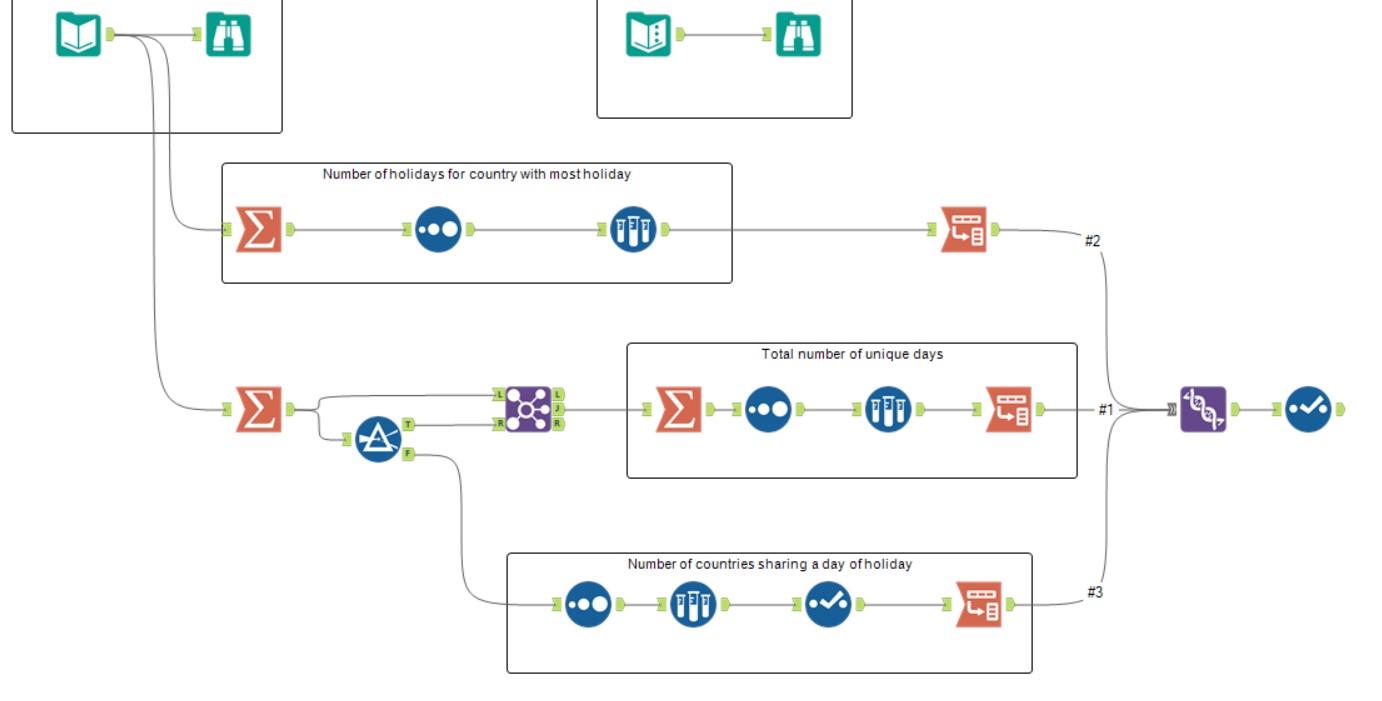 Number of holidays for country with most holiday
#2
L
L
J
R
R
T
F
Total number of unique days
#1
Number of countries sharing a day of holiday
#3